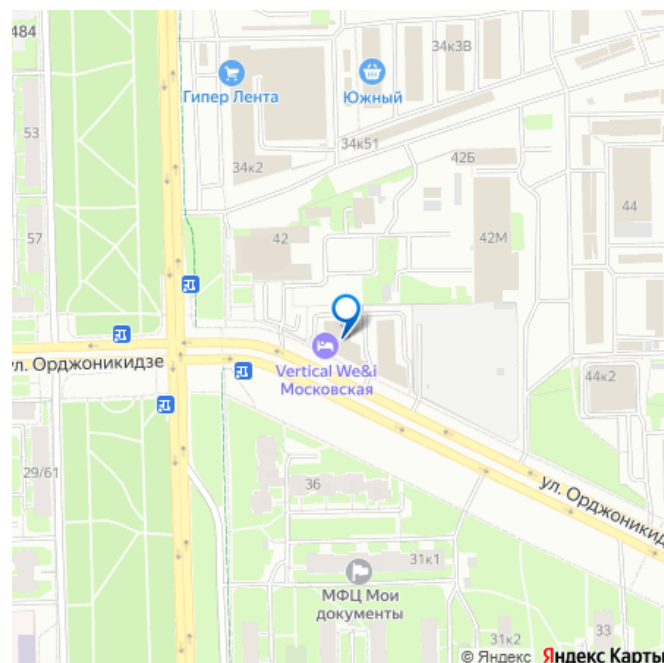 484
34к3В
Гипер Лента
Южный
53
34к51
34к2
42Б
44
57
42
42М
ул. Орджоникидзе
Vertical We&i
Московская
44к2
29/61
36
ул. Орджоникид
31к1
МФЦ Мои
документы
33
31к2
© Яндекс Яндекс Карты